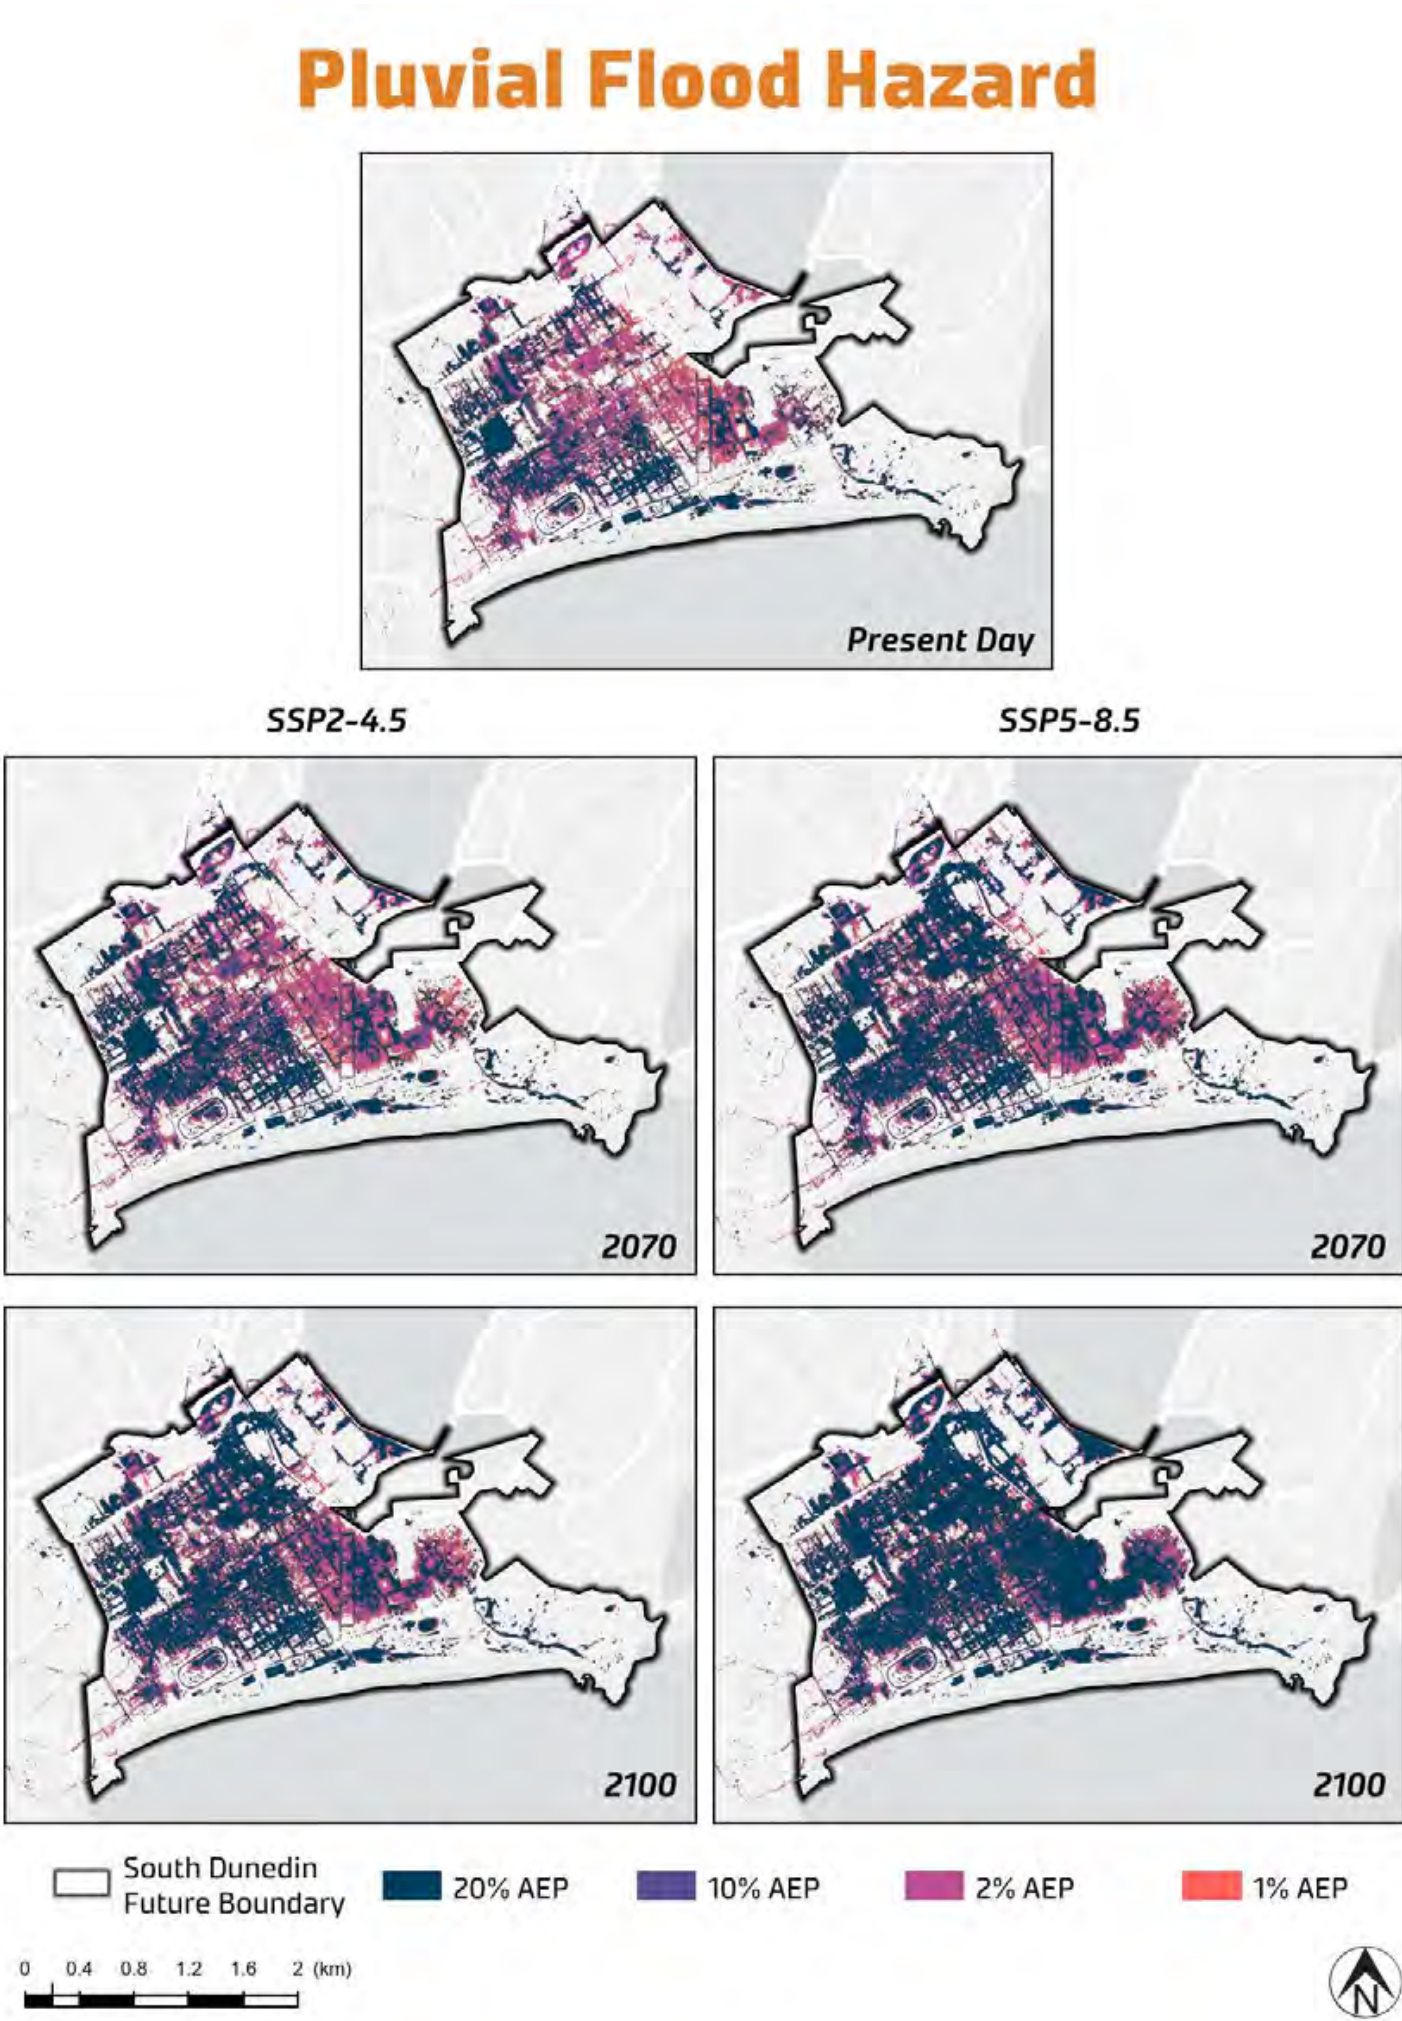 Pluvial Flood Hazard
Present Day
SSP2-4.5
SSP5-8.5
2070
2070
2100
2100
South Dunedin
Future Boundary
20% AEP
10% AEP
2% AEP
1% AEP
0 0.4 0.8 1.2 1.6 2 (km)
N